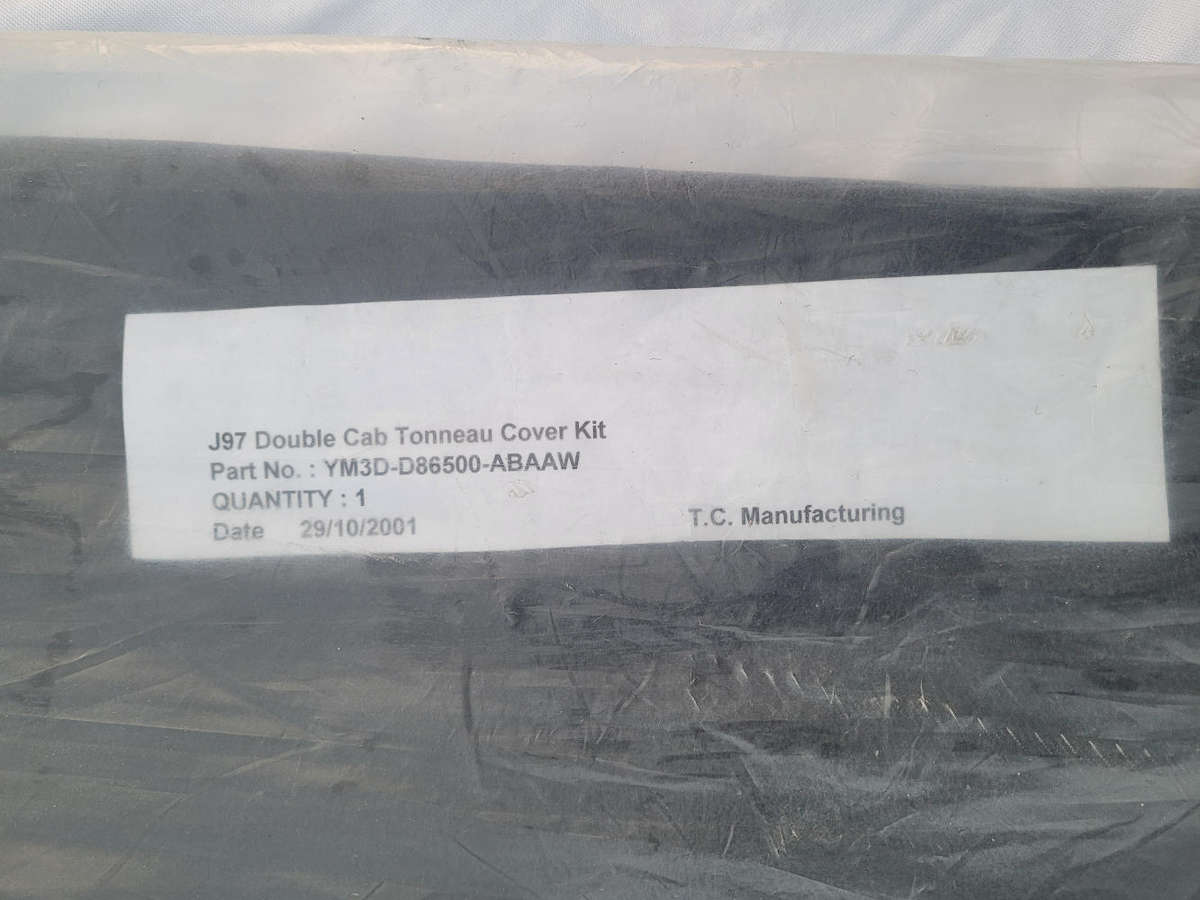 J97 Double Cab Tonneau Cover Kit
Part No. : YM3D-D86500-ABAAW
QUANTITY : 1
Date 29/10/2001
T.C. Manufacturing